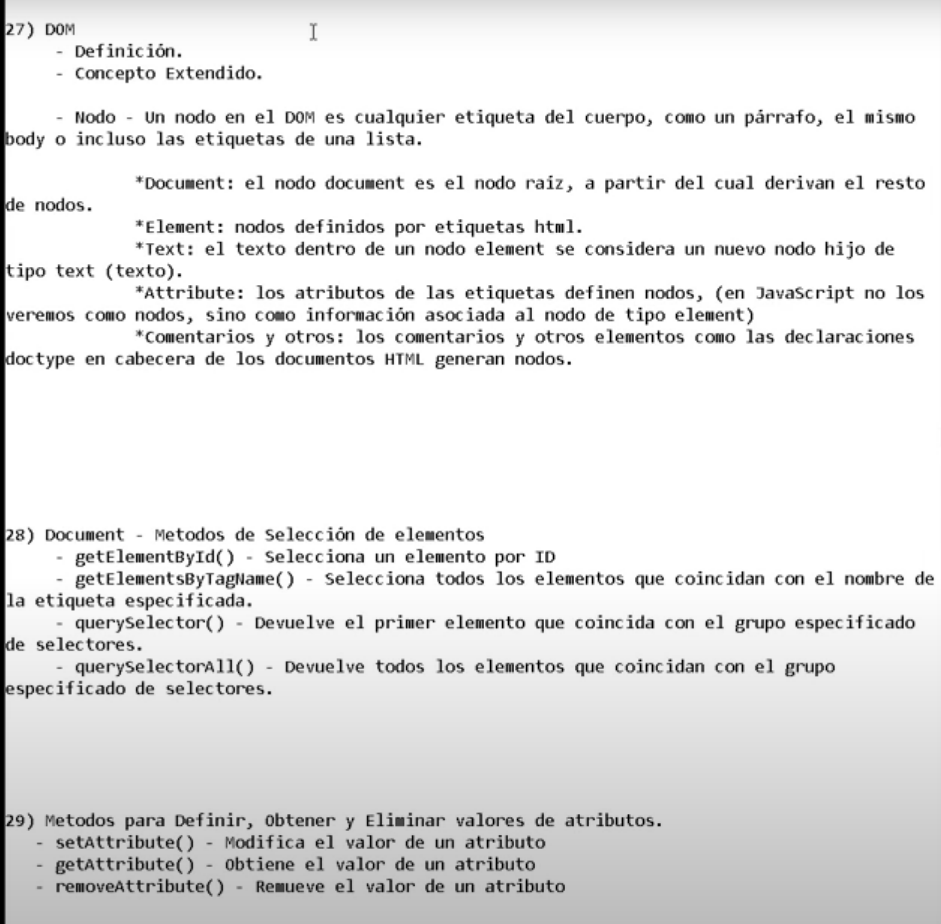 27) DOM
- Definición.
- Concepto Extendido.
- Nodo - Un nodo en el DOM es cualquier etiqueta del cuerpo, como un párrafo, el mismo
body o incluso las etiquetas de una lista.
*Document: el nodo document es el nodo raíz, a partir del cual derivan el resto
de nodos.
*Element: nodos definidos por etiquetas html.
*Text: el texto dentro de un nodo element se considera un nuevo nodo hijo de
tipo text (texto).
*Attribute: los atributos de las etiquetas definen nodos, (en JavaScript no los
veremos como nodos, sino como información asociada al nodo de tipo element)
*Comentarios y otros: los comentarios y otros elementos como las declaraciones
doctype en cabecera de los documentos HTML generan nodos.
28) Document - Metodos de Selección de elementos
- getElementById() - Selecciona un elemento por ID
- getElementsByTagName() - Selecciona todos los elementos que coincidan con el nombre de
la etiqueta especificada.
- querySelector() - Devuelve el primer elemento que coincida con el grupo especificado
de selectores.
- querySelectorAll() - Devuelve todos los elementos que coincidan con el grupo
especificado de selectores.
29) Metodos para Definir, Obtener y Eliminar valores de atributos.
- setAttribute() - Modifica el valor de un atributo
- getAttribute() - Obtiene el valor de un atributo
- removeAttribute() - Remueve el valor de un atributo